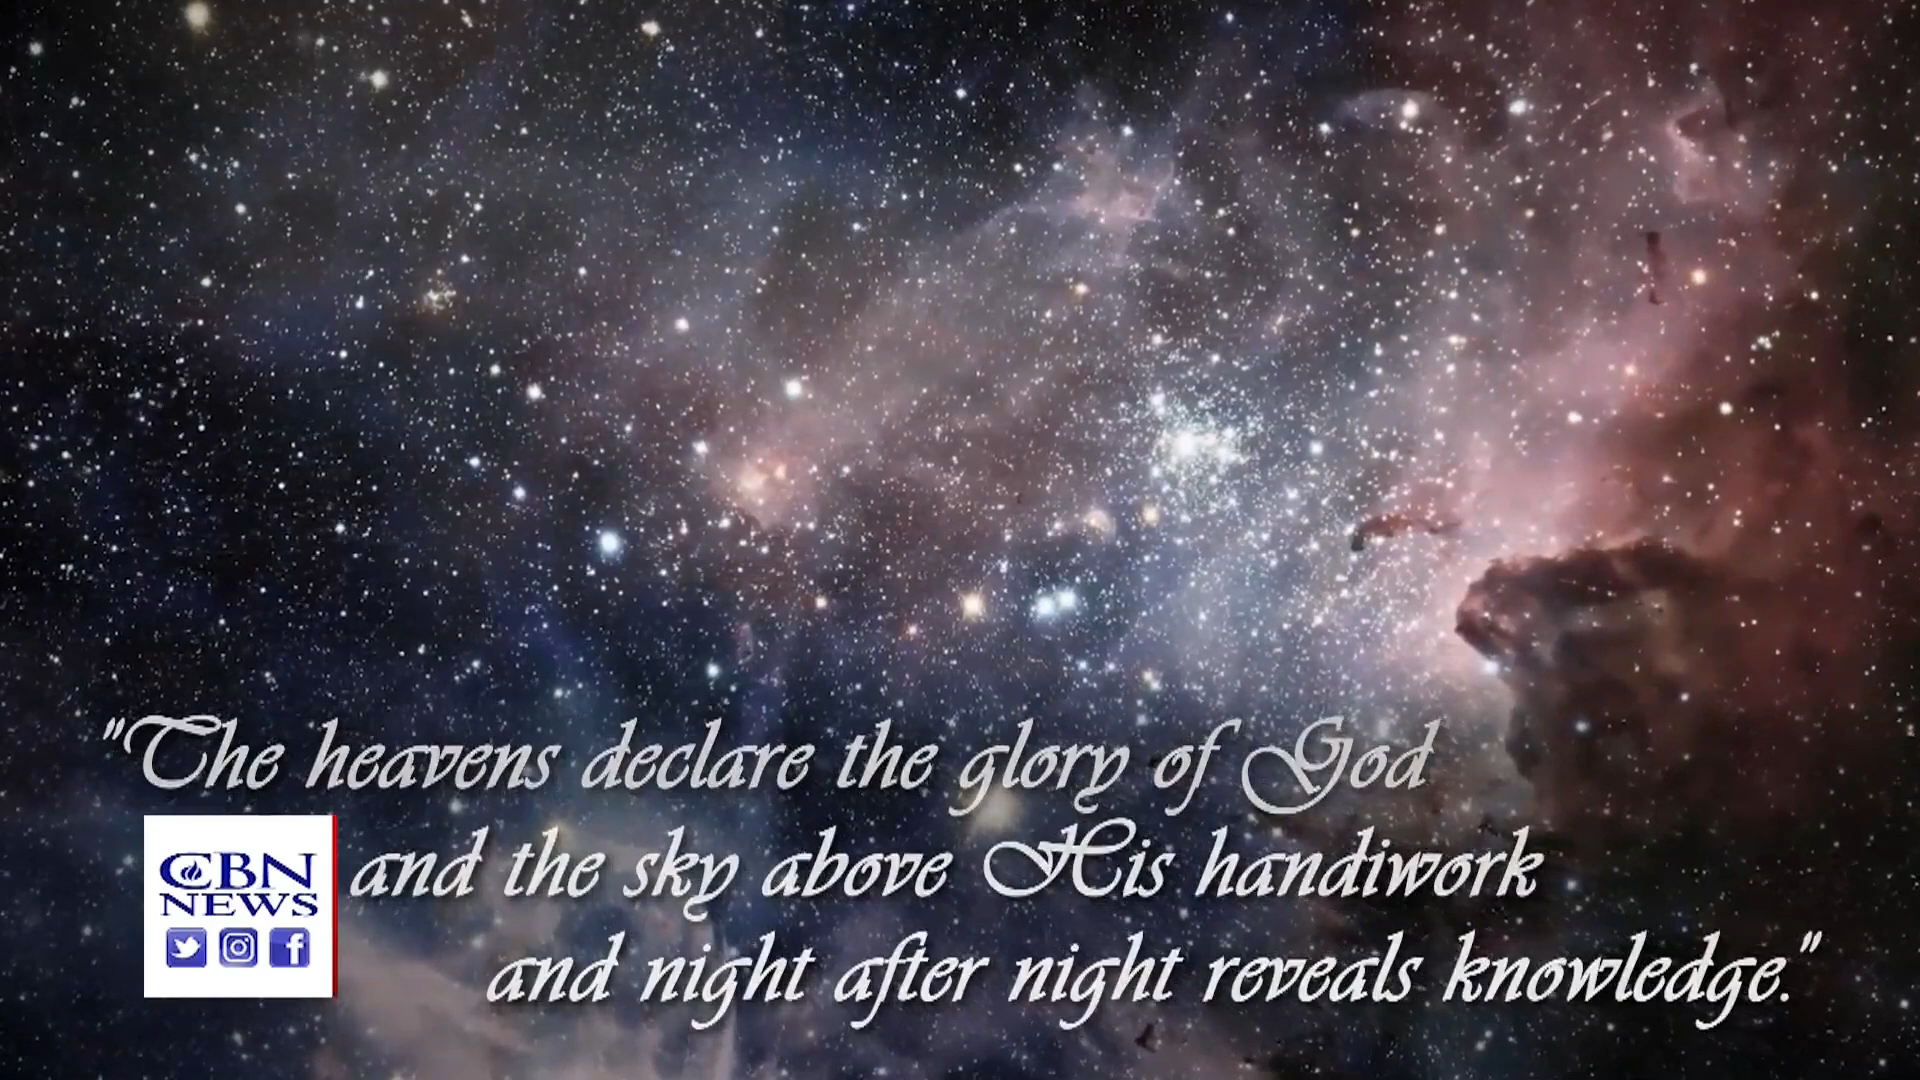 "The heavens declare the glory of God
and the sky above His handiwork
and night after night reveals knowledge."
CBN
NEWS